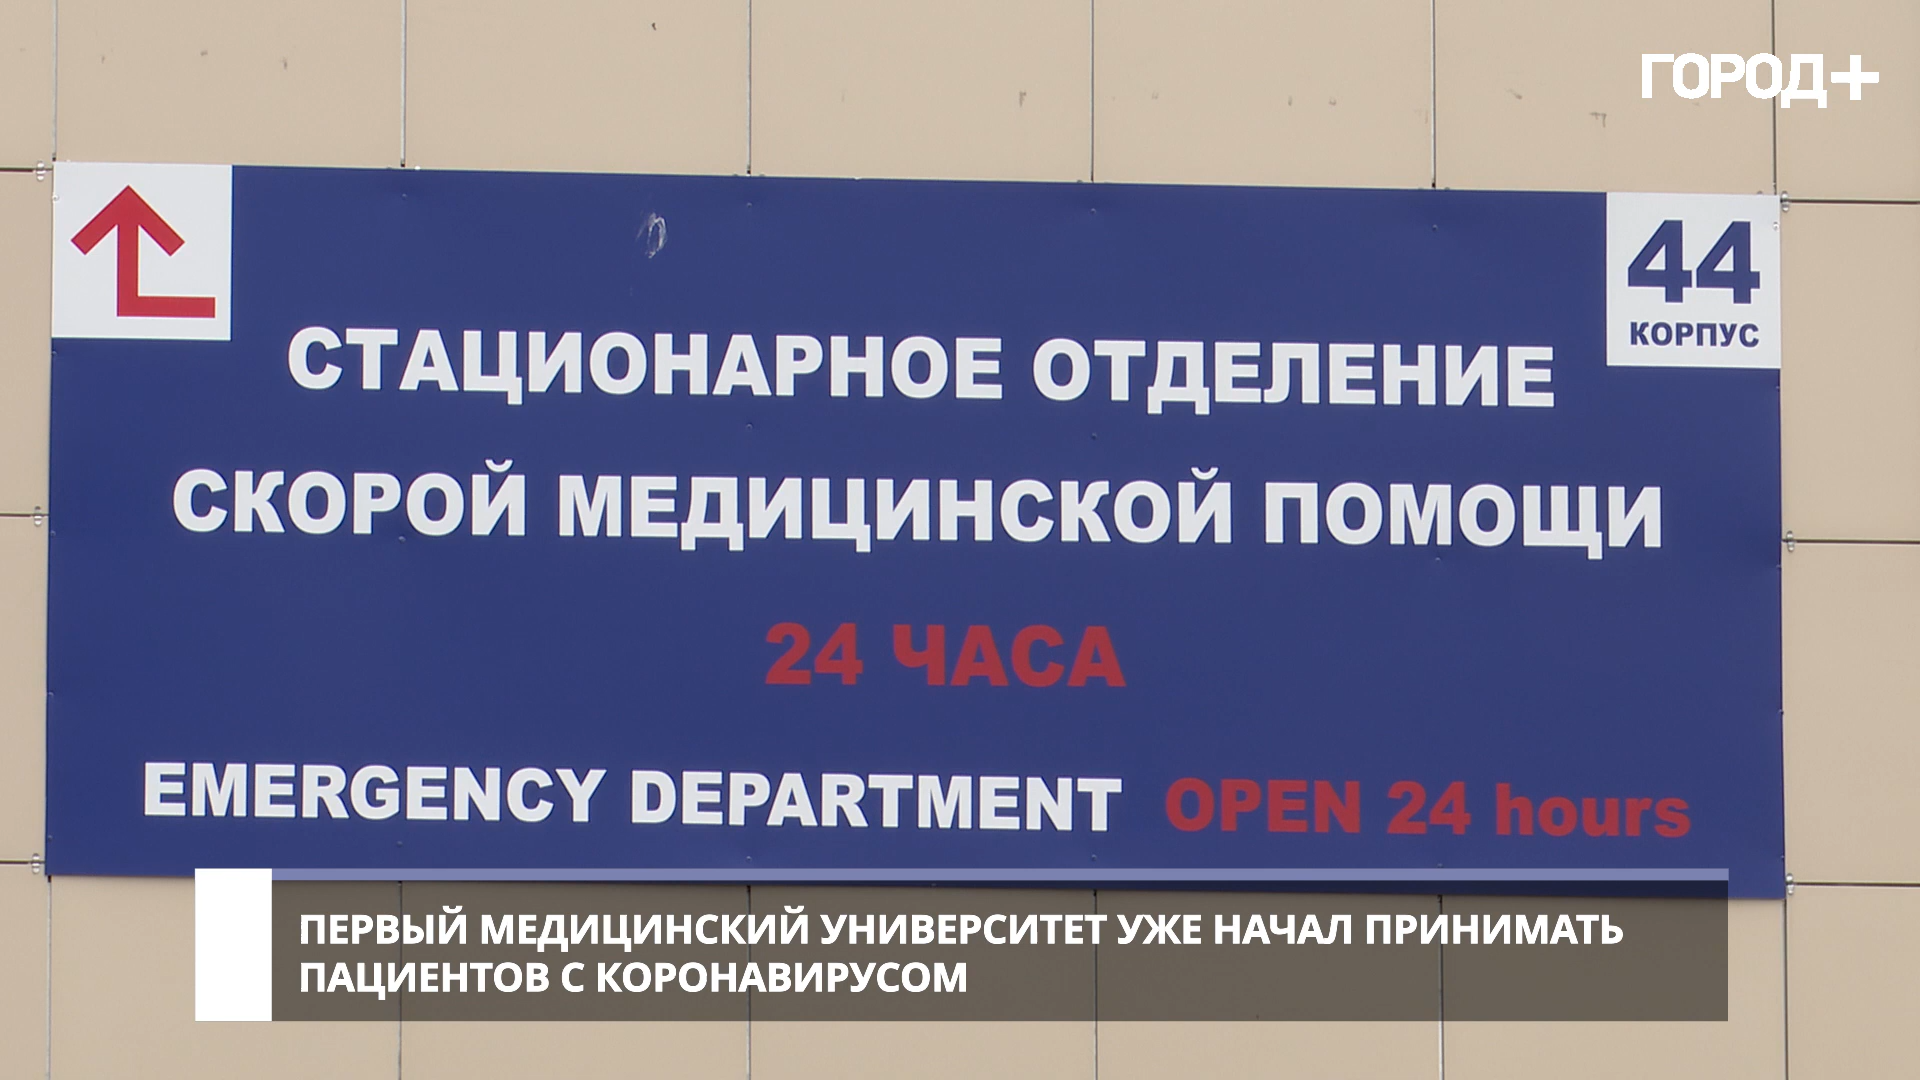 ГОРОД+
44
КОРПУС
СТАЦИОНАРНОЕ ОТДЕЛЕНИЕ
СКОРОЙ МЕДИЦИНСКОЙ ПОМОЩИ
24 ЧАСА
EMERGENCY DEPARTMENT OPEN 24 hours
ПЕРВЫЙ МЕДИЦИНСКИЙ УНИВЕРСИТЕТ УЖЕ НАЧАЛ ПРИНИМАТЬ
ПАЦИЕНТОВ С КОРОНАВИРУСОМ